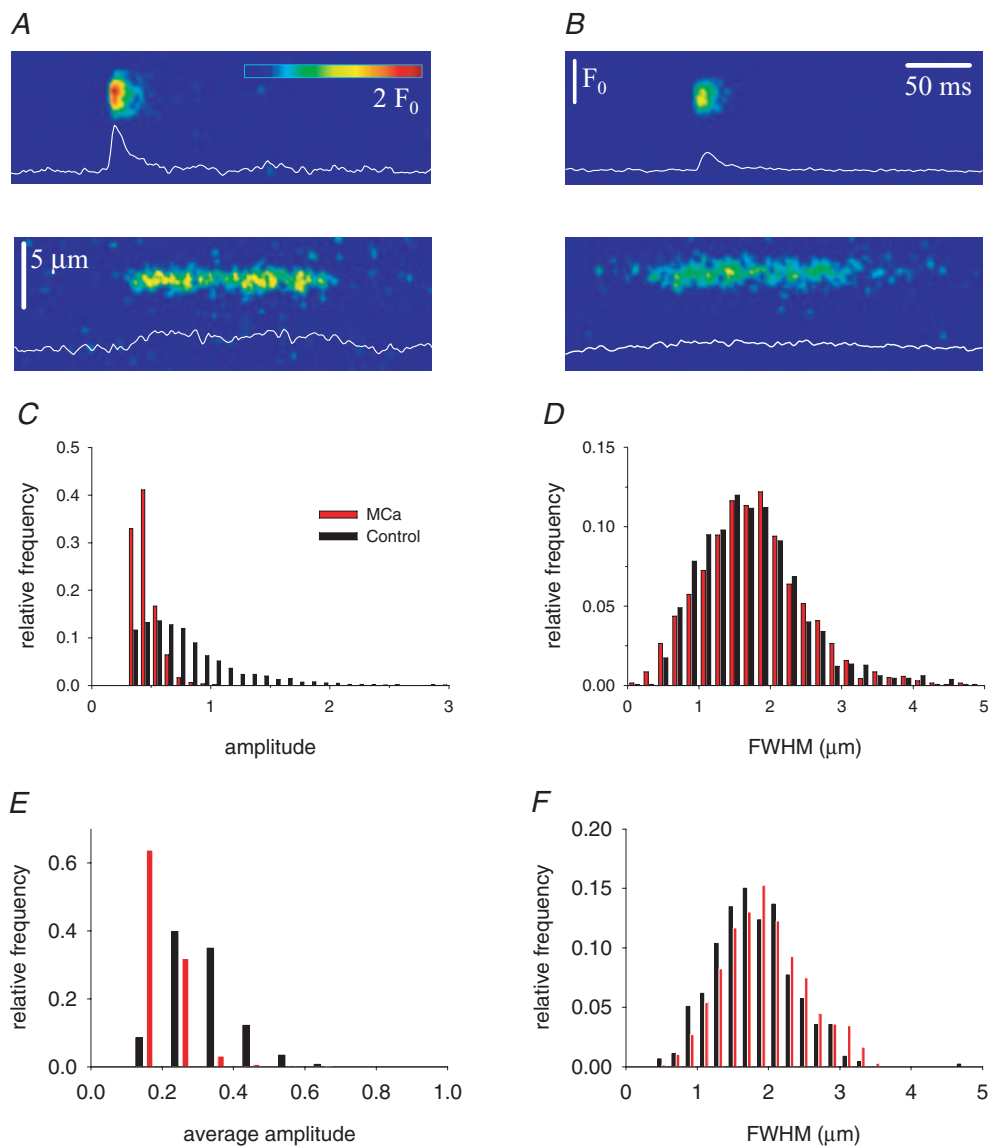 A
B
2 F0
F0
50 ms
5 μm
C
D
0.5
0.4
0.3
0.2
0.1
0.0
relative frequency
MCa
Control
0
1
2
3
amplitude
0.15
0.10
0.05
0.00
relative frequency
0
1
2
3
4
5
FWHM (μm)
E
F
0.6
0.4
0.2
0.0
relative frequency
0.0
0.2
0.4
0.6
0.8
1.0
average amplitude
0.20
0.15
0.10
0.05
0.00
relative frequency
0
1
2
3
4
5
FWHM (μm)